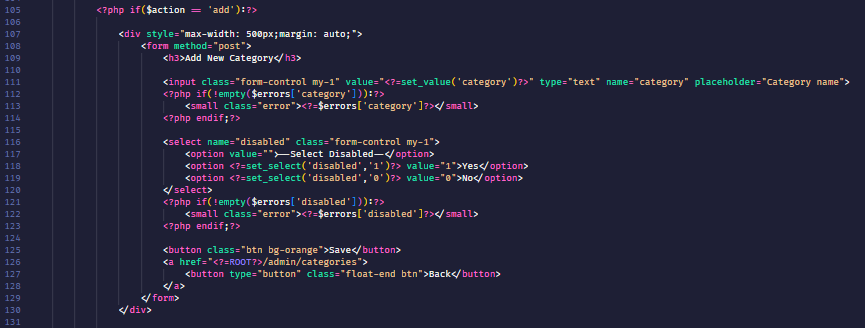 105 <?php if($action == 'add'):?>
106
107 <div style="max-width: 500px;margin: auto;">
108 <form method="post">
109 <h3>Add New Category</h3>
110
111 <input class="form-control my-1" value="<?=set_value('category')?>" type="text" name="category" placeholder="Category name">
112 <?php if(!empty($errors['category'])):?>
113 <small class="error"><?=$errors['category']?></small>
114 <?php endif;?>
115
116 <select name="disabled" class="form-control my-1">
117 <option value="">--Select Disabled--</option>
118 <option <?=set_select('disabled','1')?> value="1">Yes</option>
119 <option <?=set_select('disabled','0')?> value="0">No</option>
120 </select>
121 <?php if(!empty($errors['disabled'])):?>
122 <small class="error"><?=$errors['disabled']?></small>
123 <?php endif;?>
124
125 <button class="btn bg-orange">Save</button>
126 <a href="<?=ROOT?>/admin/categories">
127 <button type="button" class="float-end btn">Back</button>
128 </a>
129 </form>
130 </div>
131